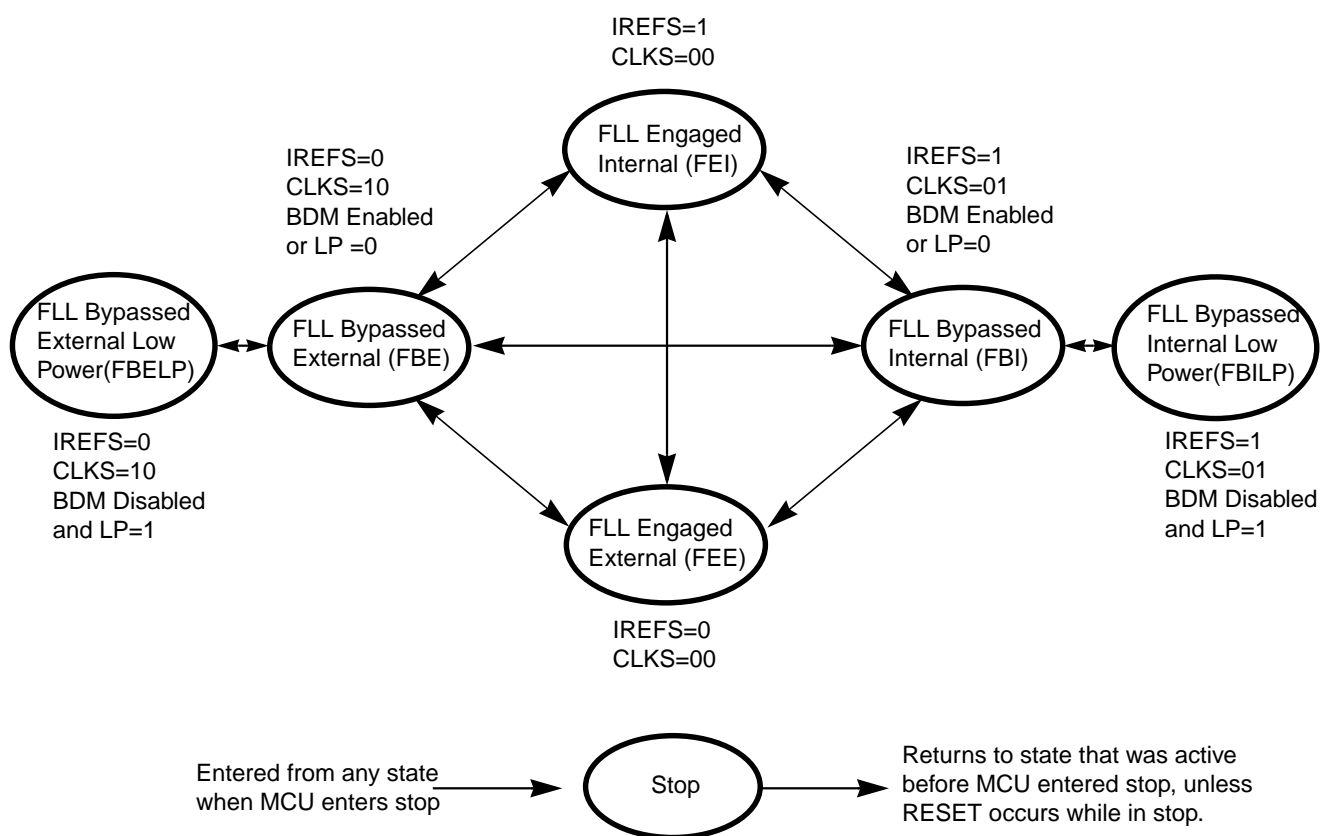 IREFS=1
CLKS=00
FLL Engaged
Internal (FEI)
IREFS=0
CLKS=10
BDM Enabled
or LP =0
IREFS=1
CLKS=01
BDM Enabled
or LP=0
FLL Bypassed
External Low
Power(FBELP)
FLL Bypassed
External (FBE)
FLL Bypassed
Internal (FBI)
FLL Bypassed
Internal Low
Power(FBILP)
IREFS=0
CLKS=10
BDM Disabled
and LP=1
IREFS=1
CLKS=01
BDM Disabled
and LP=1
FLL Engaged
External (FEE)
IREFS=0
CLKS=00
Entered from any state
when MCU enters stop
Stop
Returns to state that was active
before MCU entered stop, unless
RESET occurs while in stop.